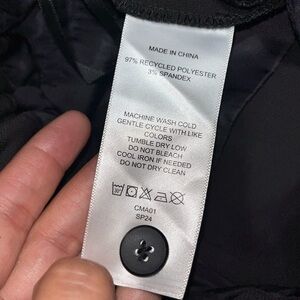 MADE IN CHINA
97% RECYCLED POLYESTER
3% SPANDEX
MACHINE WASH COLD
GENTLE CYCLE WITH LIKE
COLORS
TUMBLE DRY LOW
DO NOT BLEACH
COOL IRON IF NEEDED
DO NOT DRY CLEAN
CMA01
SP24